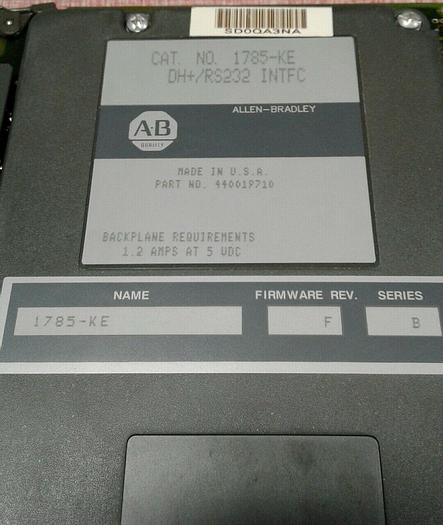 SD0QA3NA
CAT. NO. 1785-KE
DH+/RS232 INTFC
ALLEN-BRADLEY
A-B
QUALITY
MADE IN U.S.A.
PART NO. 440019710
BACKPLANE REQUIREMENTS
1.2 AMPS AT 5 VDC
NAME FIRMWARE REV. SERIES
1785-KE F B